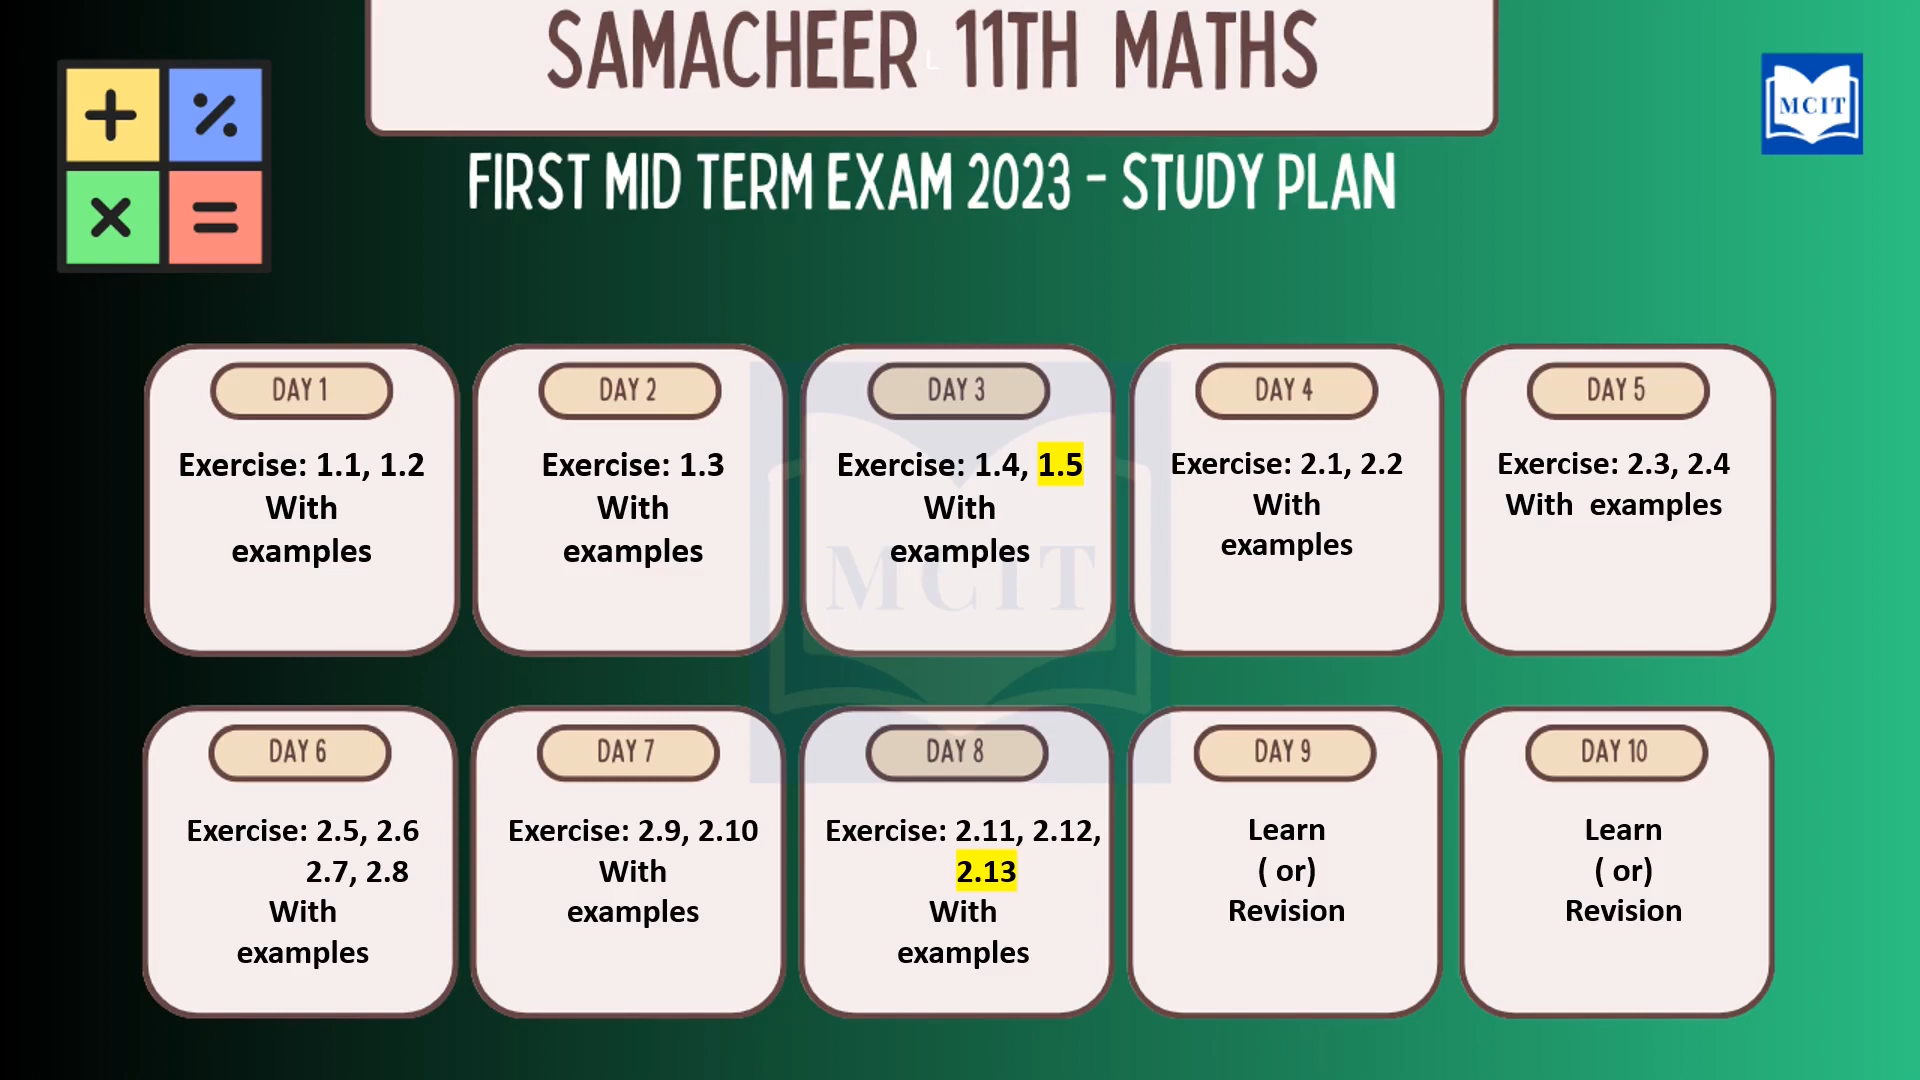 SAMACHEER 11TH MATHS
MCIT
FIRST MID TERM EXAM 2023 - STUDY PLAN
DAY 1
Exercise: 1.1, 1.2
With
examples
DAY 2
Exercise: 1.3
With
examples
DAY 3
Exercise: 1.4, 1.5
With
examples
MCIT
DAY 4
Exercise: 2.1, 2.2
With
examples
DAY 5
Exercise: 2.3, 2.4
With examples
DAY 6
Exercise: 2.5, 2.6
2.7, 2.8
With
examples
DAY 7
Exercise: 2.9, 2.10
With
examples
DAY 8
Exercise: 2.11, 2.12,
2.13
With
examples
DAY 9
Learn
( or)
Revision
DAY 10
Learn
( or)
Revision